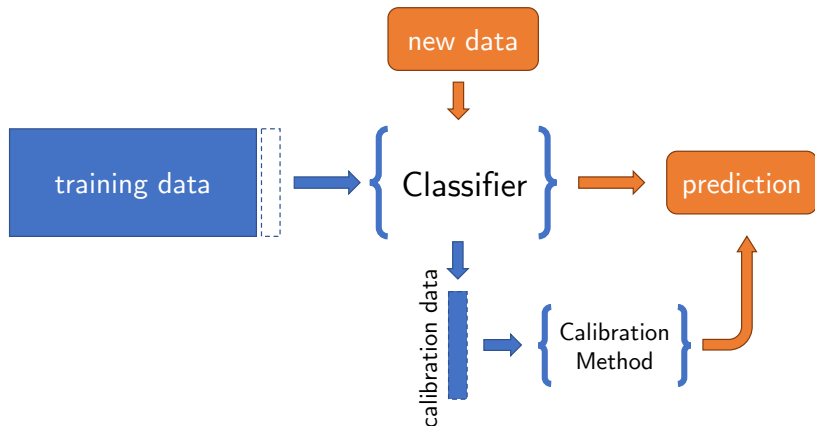 new data
training data
Classifier
prediction
calibration data
Calibration
Method